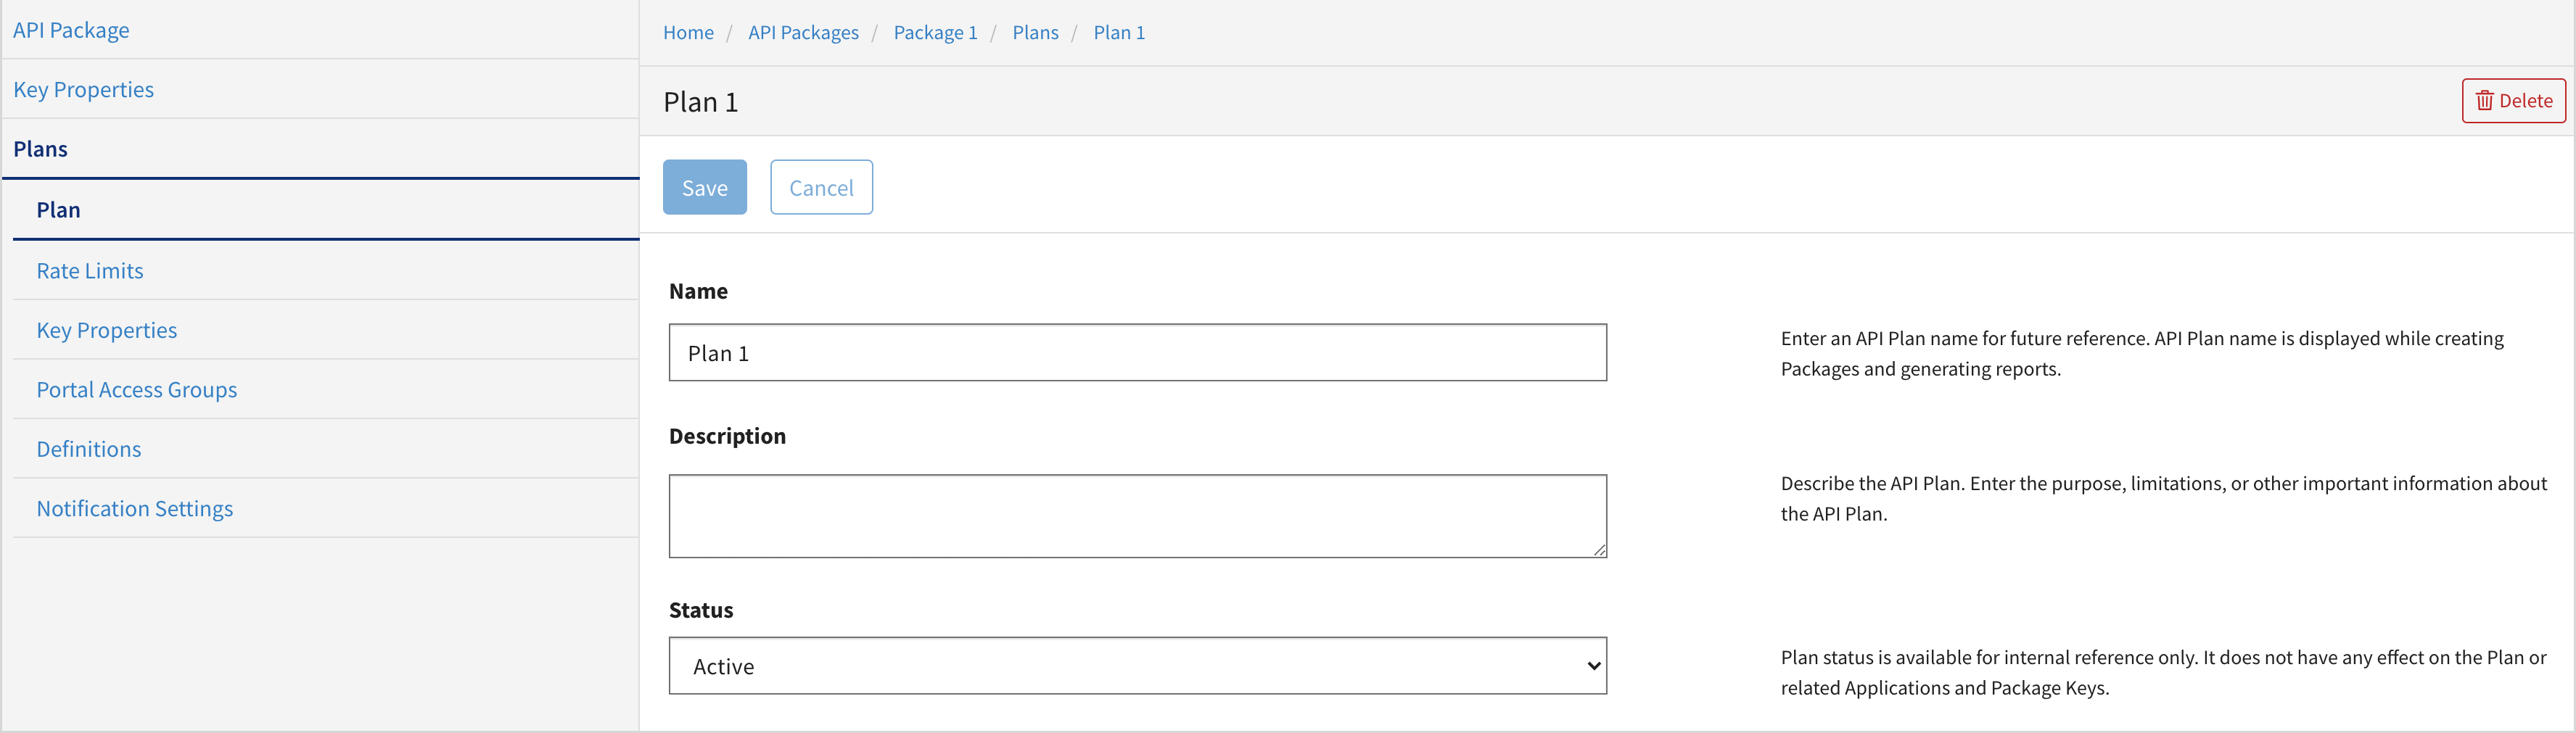 API Package
Key Properties
Plans
Plan
Rate Limits
Key Properties
Portal Access Groups
Definitions
Notification Settings
Home / API Packages / Package 1 / Plans / Plan 1
Plan 1
Delete
Save
Cancel
Name
Plan 1
Enter an API Plan name for future reference. API Plan name is displayed while creating
Packages and generating reports.
Description
Describe the API Plan. Enter the purpose, limitations, or other important information about
the API Plan.
Status
Active
Plan status is available for internal reference only. It does not have any effect on the Plan or
related Applications and Package Keys.